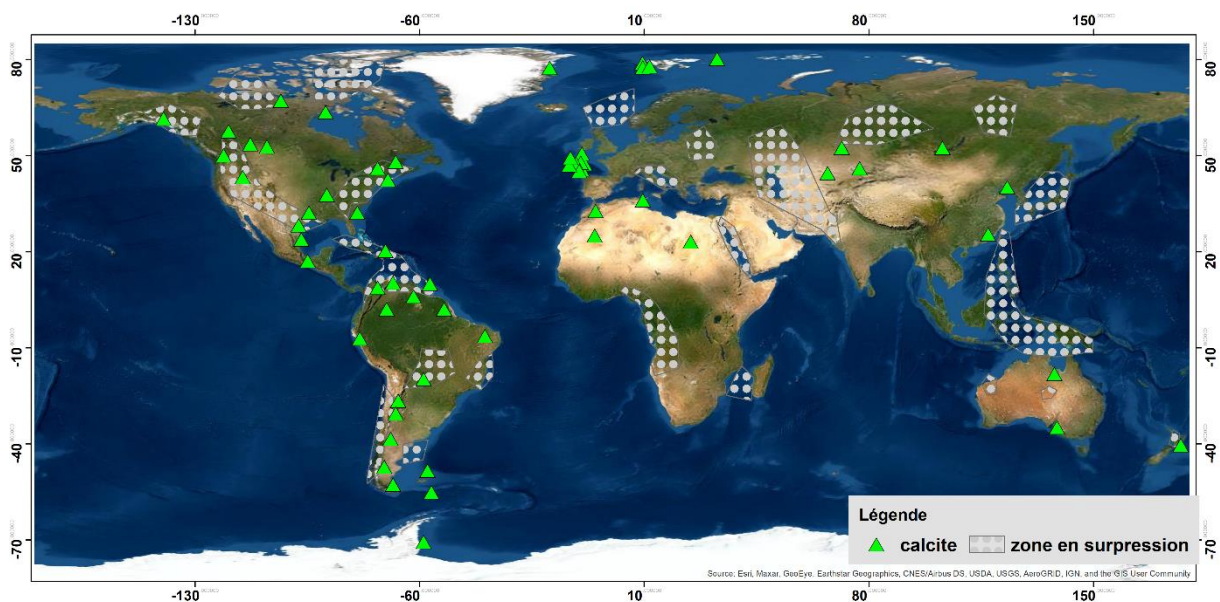 -130 -60 10 80 150
80 80
50 50
20 20
-10 -10
-40 -40
Légende
calcite zone en surpression
-70 -70
Source: Esri, Maxar, GeoEye, Earthstar Geographics, CNES/Airbus DS, USDA, USGS, AeroGRID, IGN, and the GIS User Community
-130 -60 10 80 150